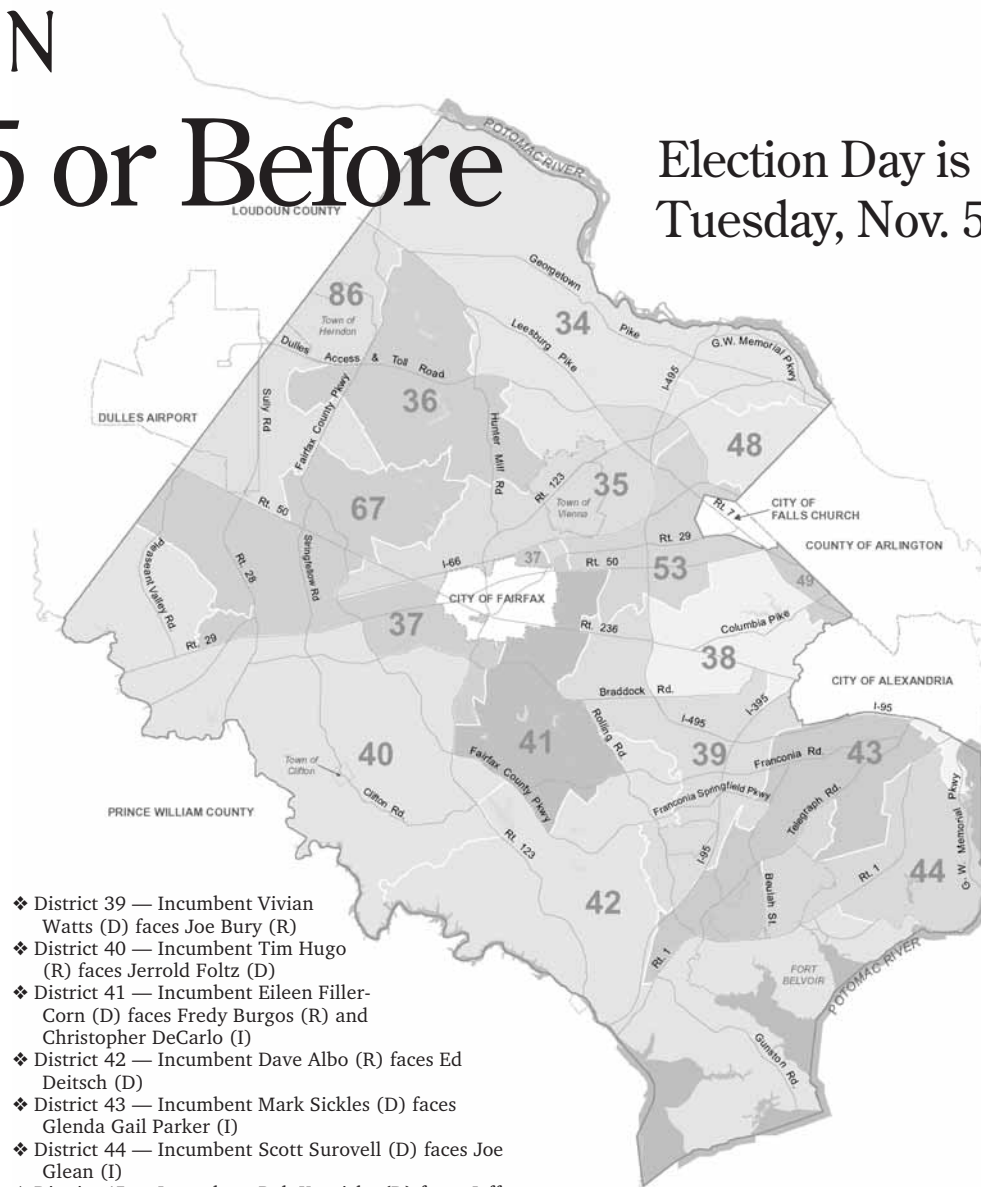 N
5 or Before
Election Day is
Tuesday, Nov. 5
POTOMAC RIVER
LOUDOUN COUNTY
86
Town of
Herndon
Georgetown
Pike
34
Leesburg Pike
G.W. Memorial Pkwy
I-495
Dulles Access & Toll Road
36
Fairfax County Pkwy
Sully Rd
DULLES AIRPORT
Hunter Mill Rd
48
Rt. 123
35
Town of
Vienna
67
Rt. 50
Rt. 7
CITY OF
FALLS CHURCH
Rt. 29
COUNTY OF ARLINGTON
Pleasant Valley Rd.
Rt. 28
Stringfellow Rd
I-66
37
Rt. 50
53
49
CITY OF FAIRFAX
37
Rt. 236
Columbia Pike
Rt. 29
38
CITY OF ALEXANDRIA
Braddock Rd.
I-395
I-95
Rolling Rd.
I-495
40
41
39
43
Franconia Rd.
Town of
Clifton
Fairfax County Pkwy
Franconia Springfield Pkwy
Telegraph Rd.
G.W. Memorial Pkwy
Clifton Rd.
PRINCE WILLIAM COUNTY
Rt. 123
I-95
Rt. 1
44
Beulah St.
42
Rt. 1
FORT
BELVOIR
POTOMAC RIVER
Gunston Rd.
❖ District 39 — Incumbent Vivian
Watts (D) faces Joe Bury (R)
❖ District 40 — Incumbent Tim Hugo
(R) faces Jerrold Foltz (D)
❖ District 41 — Incumbent Eileen Filler-
Corn (D) faces Fredy Burgos (R) and
Christopher DeCarlo (I)
❖ District 42 — Incumbent Dave Albo (R) faces Ed
Deitsch (D)
❖ District 43 — Incumbent Mark Sickles (D) faces
Glenda Gail Parker (I)
❖ District 44 — Incumbent Scott Surovell (D) faces Joe
Glean (I)